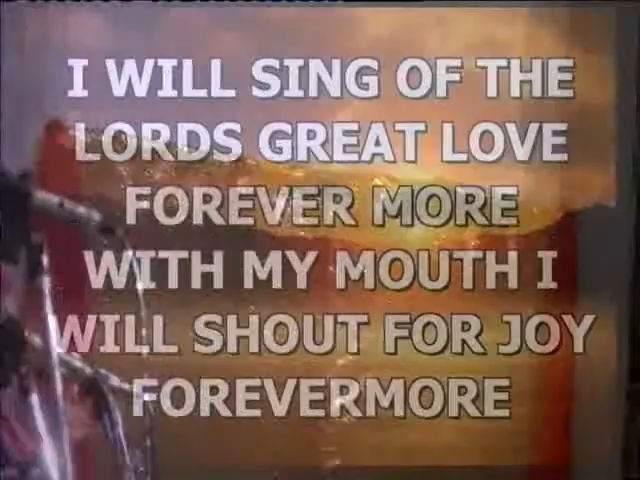 I WILL SING OF THE
LORDS GREAT LOVE
FOREVER MORE
WITH MY MOUTH I
WILL SHOUT FOR JOY
FOREVERMORE